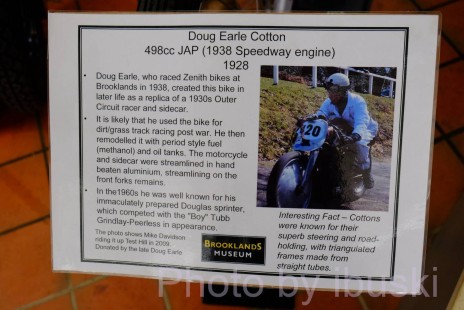 Doug Earle Cotton
498cc JAP (1938 Speedway engine)
1928
• Doug Earle, who raced Zenith bikes at
Brooklands in 1938, created this bike in
later life as a replica of a 1930s Outer
Circuit racer and sidecar.
• It is likely that he used the bike for
dirt/grass track racing post war. He then
remodelled it with period style fuel
(methanol) and oil tanks. The motorcycle
and sidecar were streamlined in hand
beaten aluminium, streamlining on the
front forks remains.
• In the1960s he was well known for his
immaculately prepared Douglas sprinter,
which competed with the "Boy" Tubb
Grindlay-Peerless in appearance.
The photo shows Mike Davidson
riding it up Test Hill in 2009.
Donated by the late Doug Earle
BROOKLANDS
MUSEUM
120
Interesting Fact – Cottons
were known for their
superb steering and road-
holding, with triangulated
frames made from
straight tubes.
Photo by ibuski